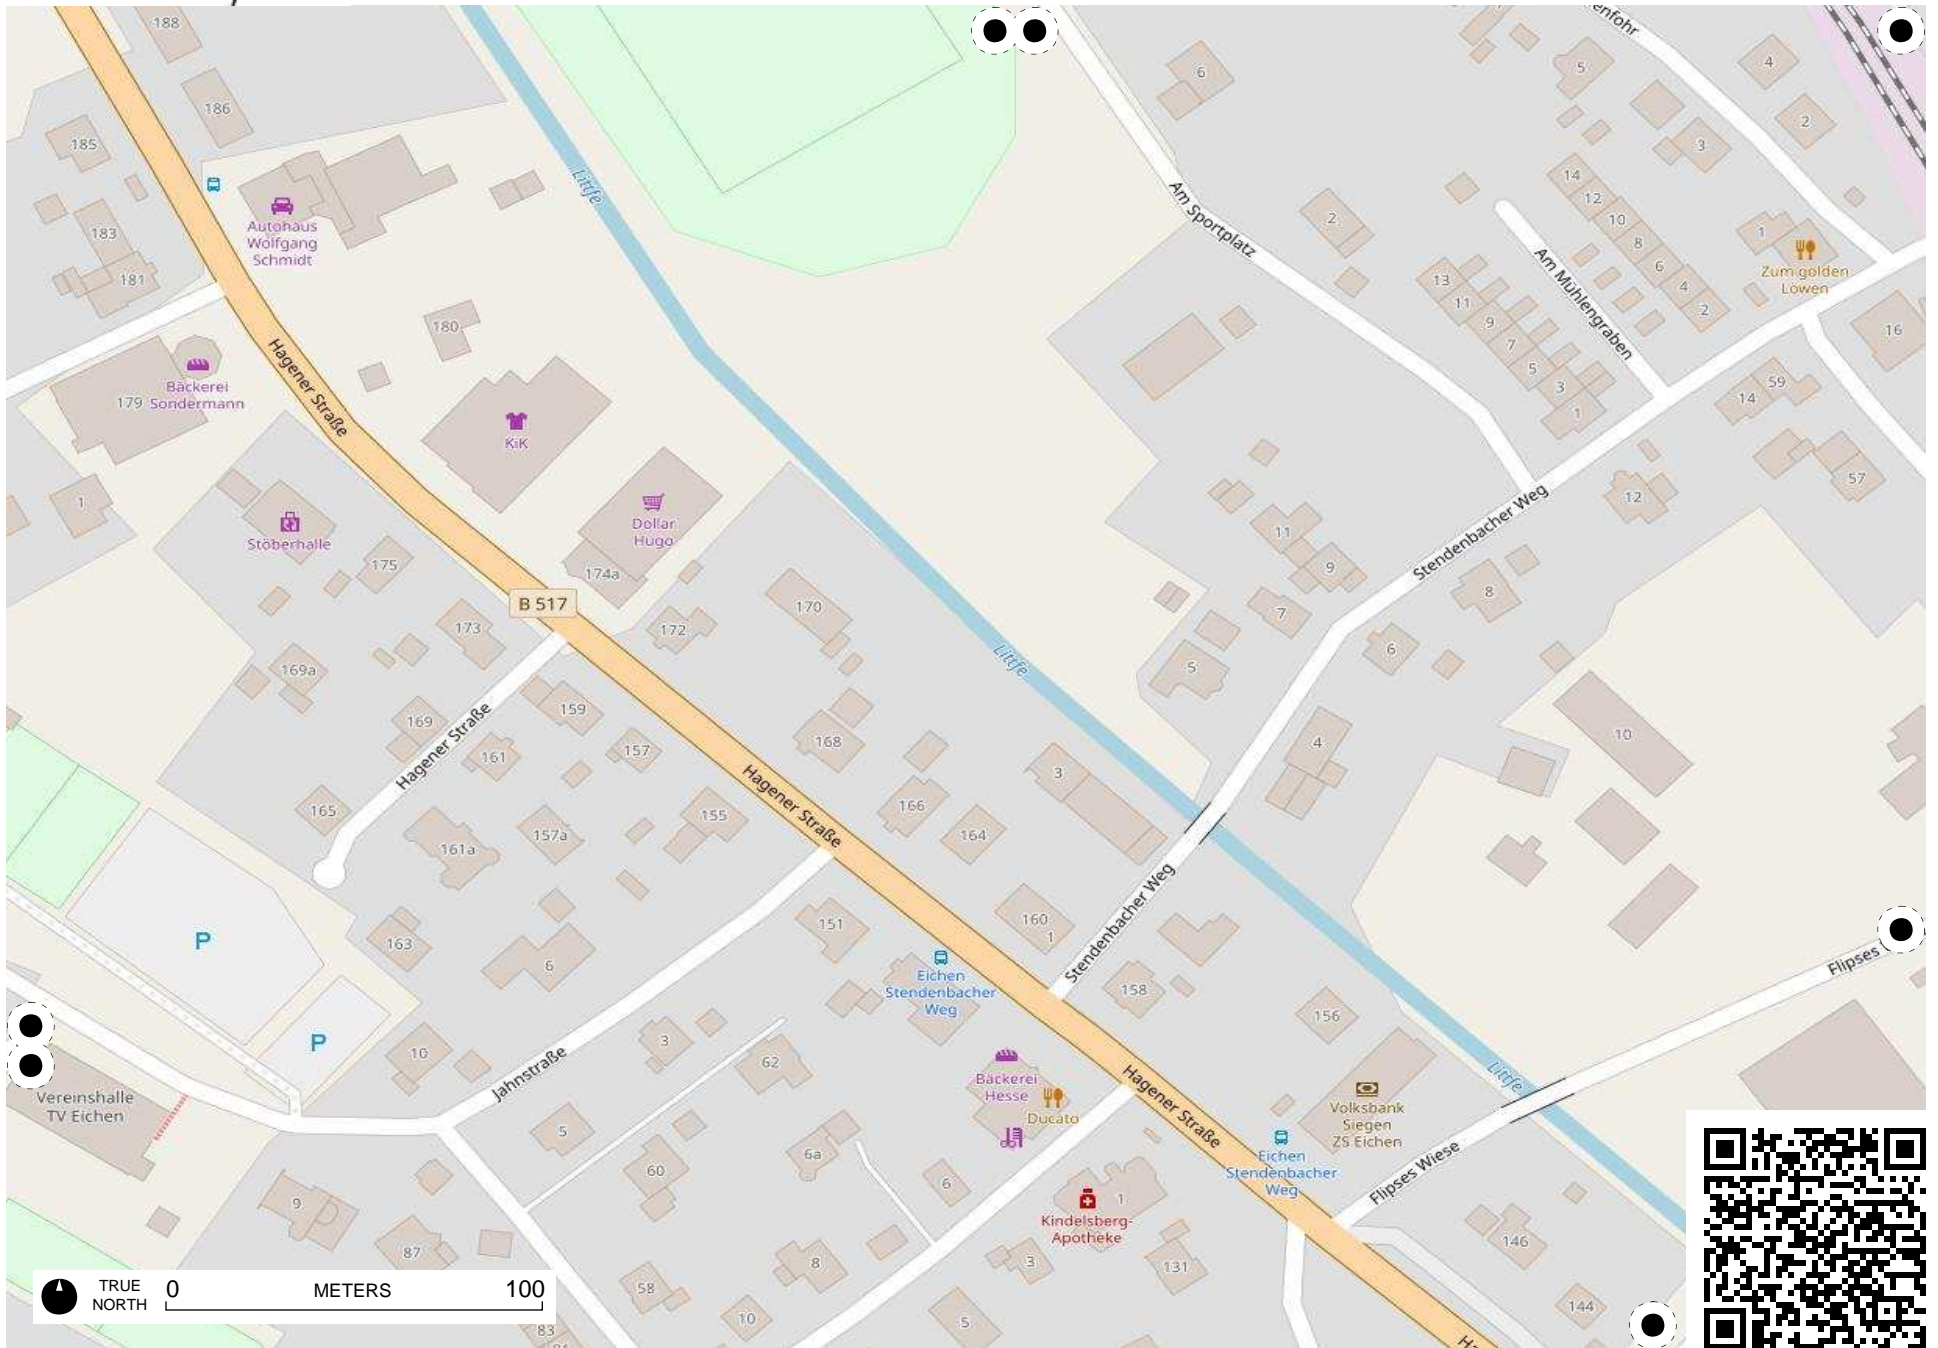 188
enfohr
186
6
5
4
185
2
3
Littfe
14
12
10
8
6
4
2
Am Sportplatz
2
Autohaus
Wolfgang
Schmidt
183
181
1
Zum golden
Löwen
Am Mühlengraben
13
11
9
7
5
3
1
180
16
Hagener Straße
Bäckerei
Sondermann
179
KiK
59
14
1
57
12
Dollar
Hugo
Stöberhalle
Stendenbacher Weg
11
9
174a
175
B 517
170
8
7
173
172
Littfe
6
5
169a
159
169
Hagener Straße
168
157
161
4
10
3
Hagener Straße
165
166
155
164
157a
161a
Stendenbacher Weg
151
160
1
P
163
6
Eichen
Stendenbacher
Weg
158
Flipses
156
P
10
3
62
Jahnstraße
Bäckerei
Hesse
Ducato
Hagener Straße
Littfe
Volksbank
Siegen
ZS Eichen
Vereinshalle
TV Eichen
5
6a
60
6
Eichen
Stendenbacher
Weg
Flipses Wiese
1
Kindelsberg-
Apotheke
9
87
8
3
131
146
58
10
5
144
83
TRUE
NORTH
0
METERS
100